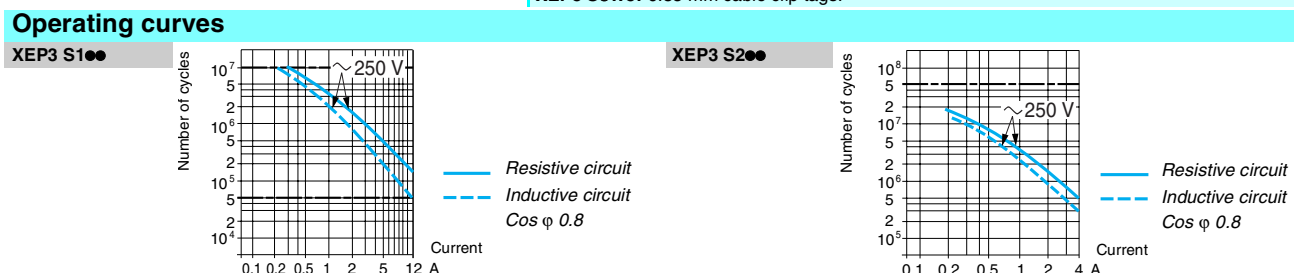 Operating curves
XEP3 S1●●
Number of cycles
10⁷
5
2
10⁶
5
2
10⁵
5
2
10⁴
∼ 250 V
0.1 0.2 0.5 1 2 5 12 A
Current
Resistive circuit
Inductive circuit
Cos φ 0.8
XEP3 S2●●
Number of cycles
10⁸
5
2
10⁷
5
2
10⁶
5
2
10⁵
∼ 250 V
0.1 0.2 0.5 1 2 4 A
Current
Resistive circuit
Inductive circuit
Cos φ 0.8